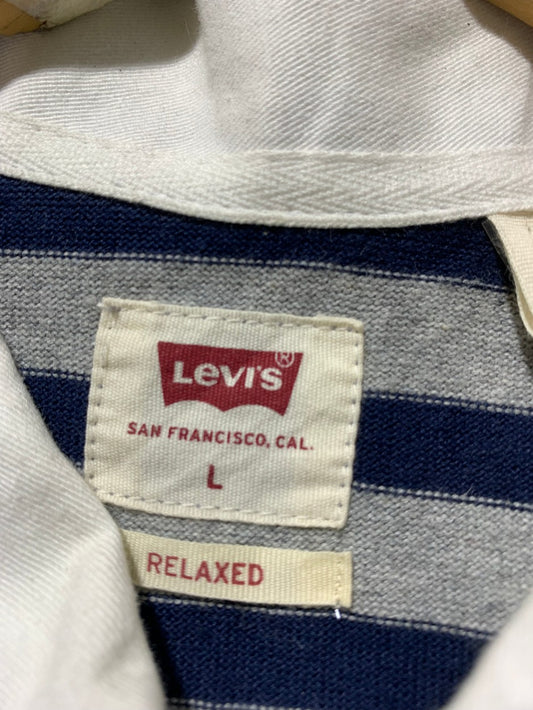 Levi's®
SAN FRANCISCO, CAL.
L
RELAXED